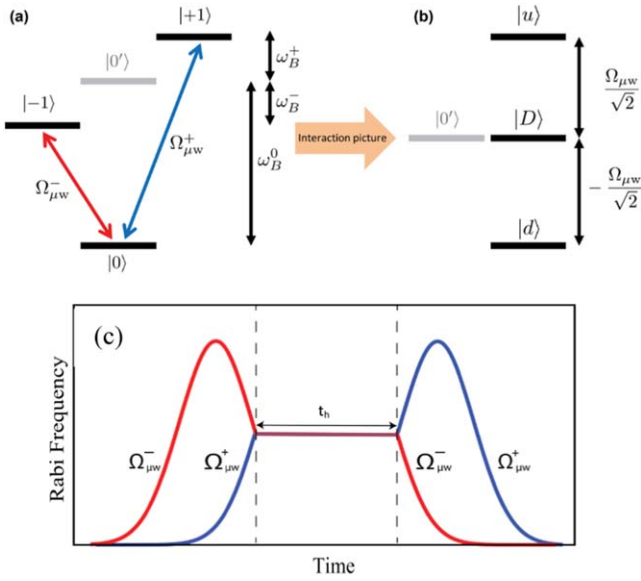 (a)
|+1⟩
|0′⟩
|−1⟩
ω_B^+
ω_B^-
ω_B^0
Ω_μw^-
Ω_μw^+
|0⟩
Interaction picture
(b)
|u⟩
|0′⟩
|D⟩
|d⟩
Ω_μw/√2
− Ω_μw/√2
(c)
t_h
Ω_μw^-
Ω_μw^+
Ω_μw^-
Ω_μw^+
Rabi Frequency
Time